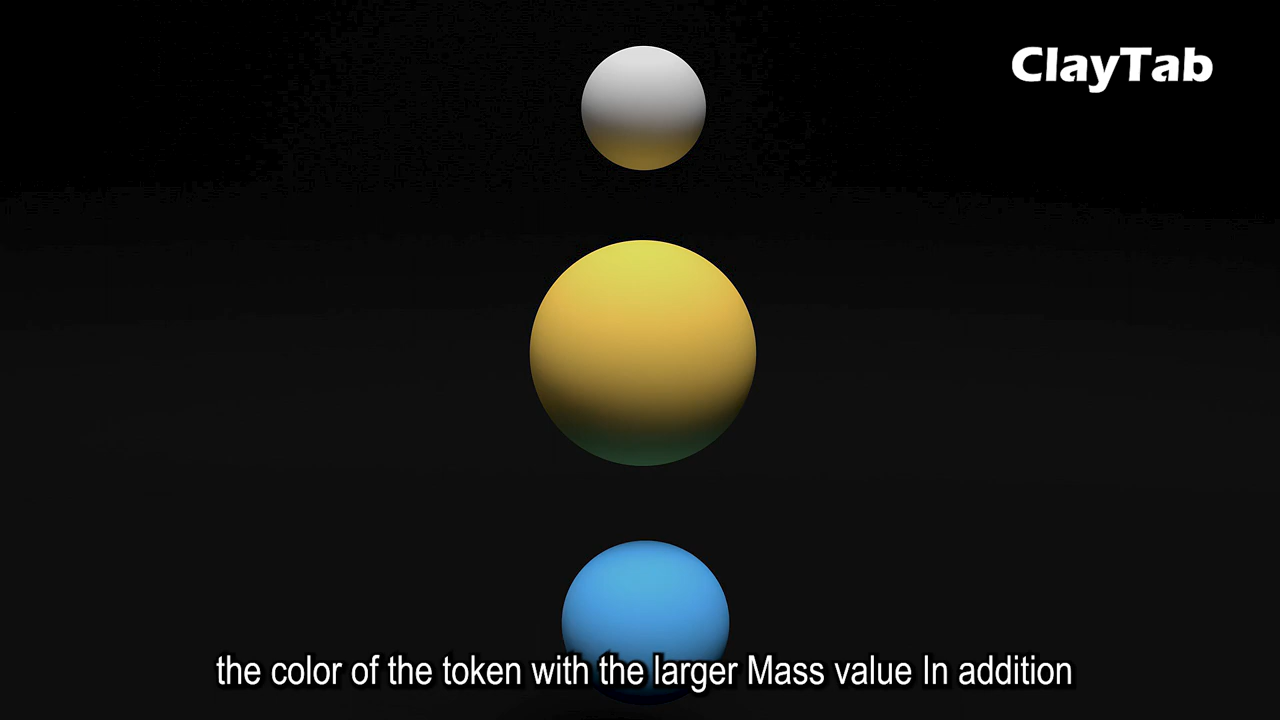 ClayTab
the color of the token with the larger Mass value In addition